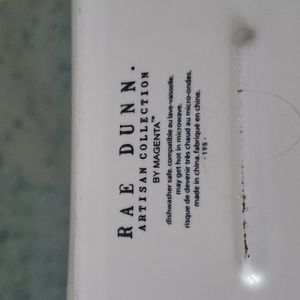 RAE DUNN.
ARTISAN COLLECTION
BY MAGENTA™
dishwasher safe. compatible au lave-vaisselle.
may get hot in microwave.
risque de devenir très chaud au micro-ondes.
made in china. fabriqué en chine.
· 195 ·